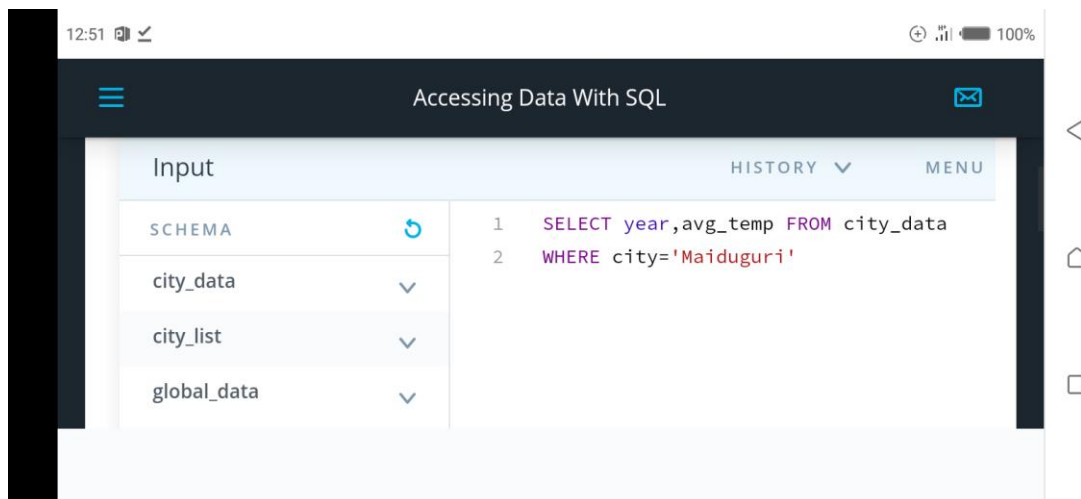 12:51 100%
Accessing Data With SQL
Input HISTORY MENU
SCHEMA
1 SELECT year,avg_temp FROM city_data
2 WHERE city='Maiduguri'
city_data
city_list
global_data